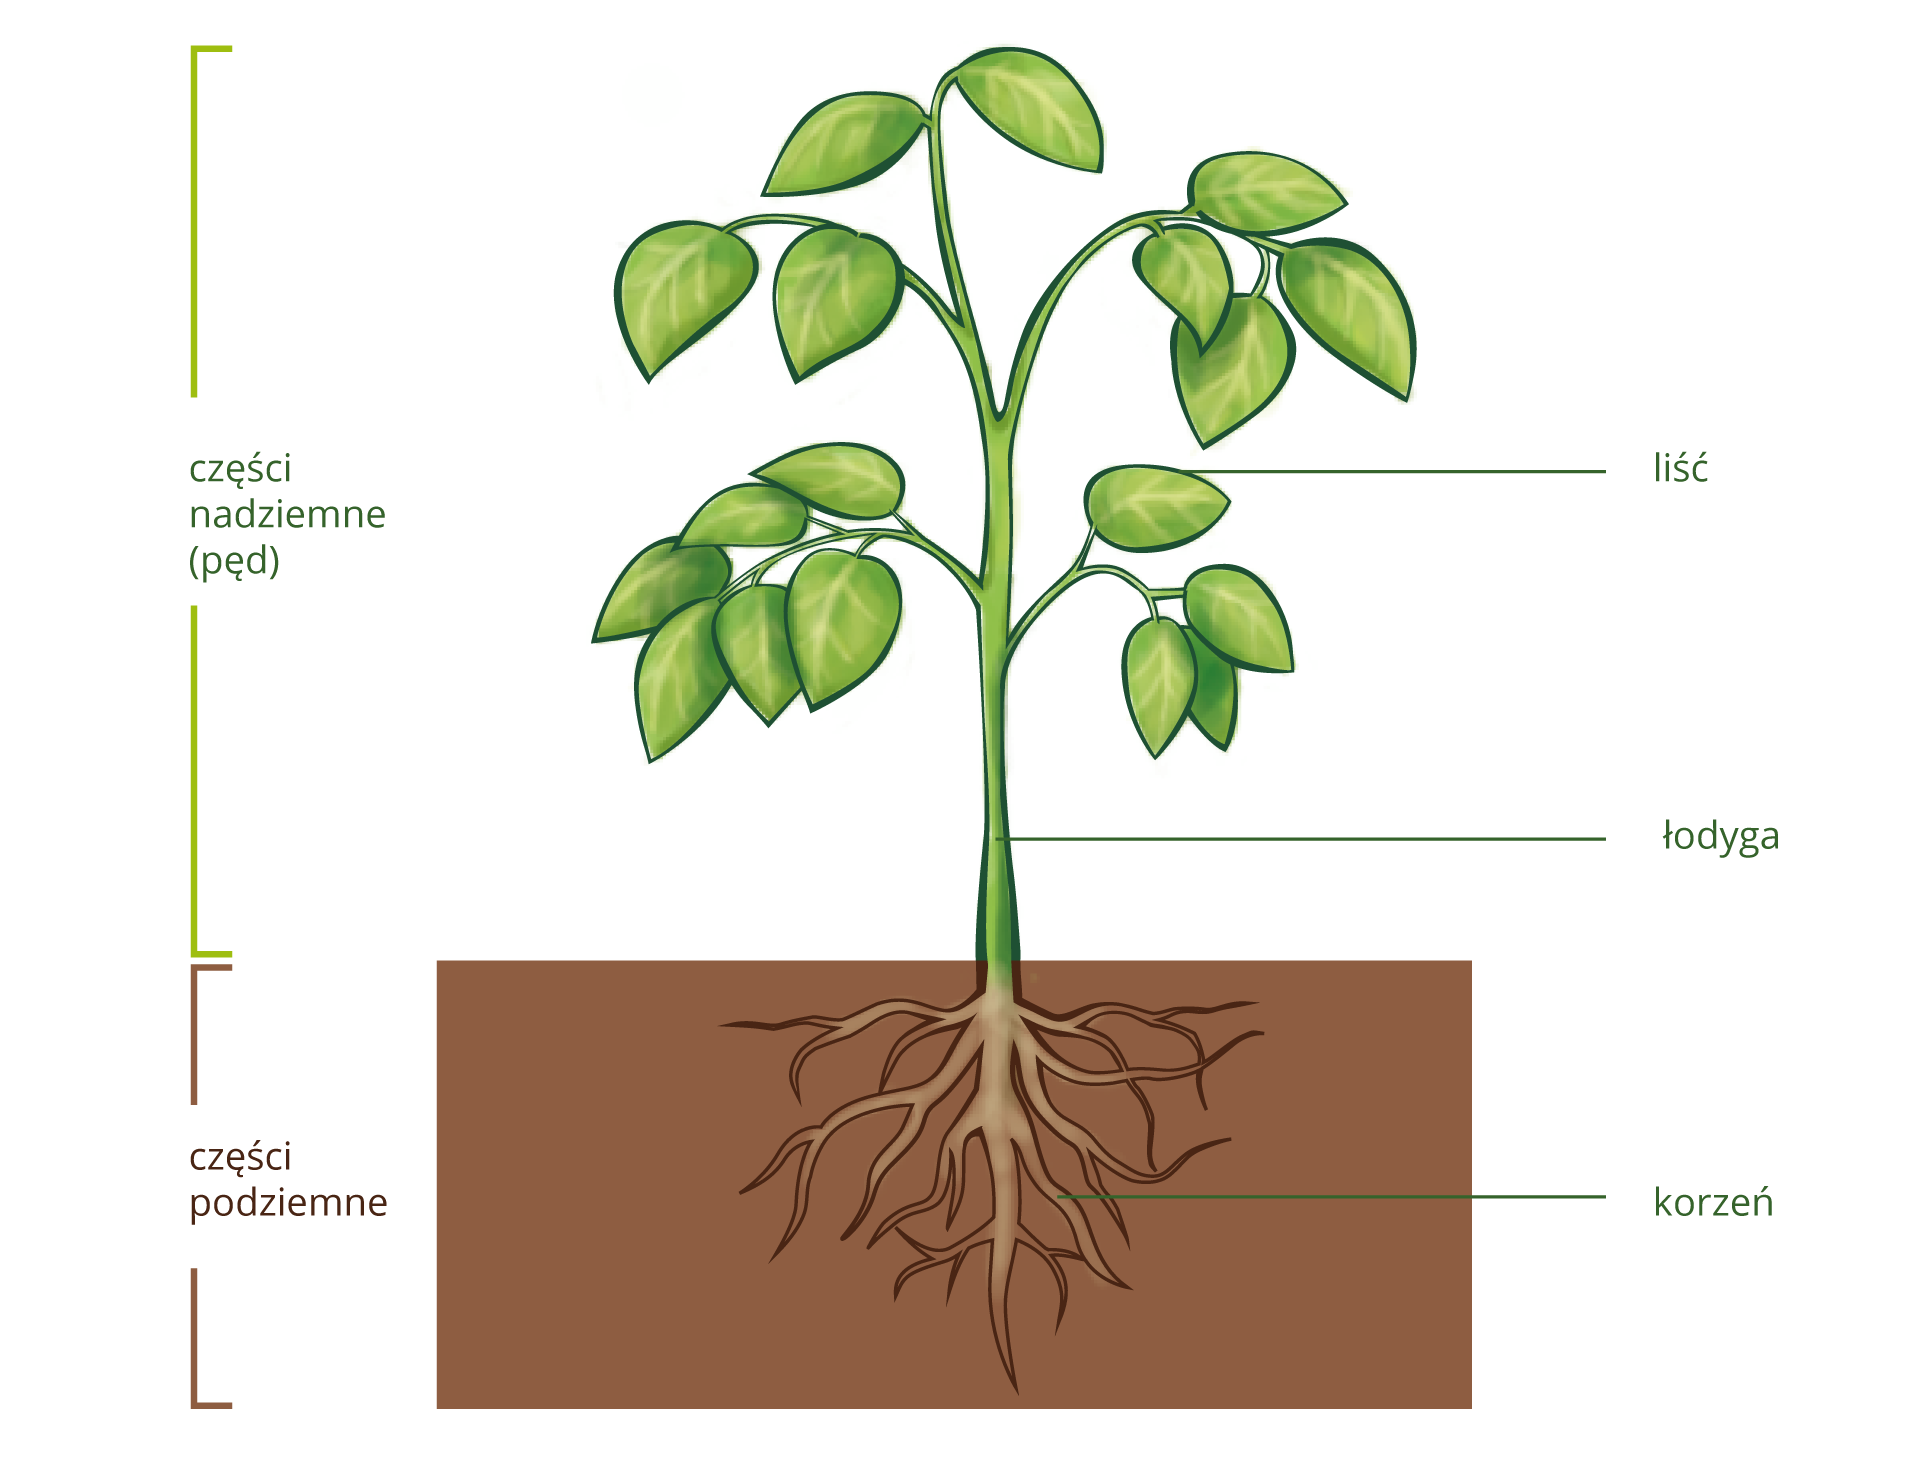 części
nadziemne
(pęd)
liść
łodyga
części
podziemne
korzeń